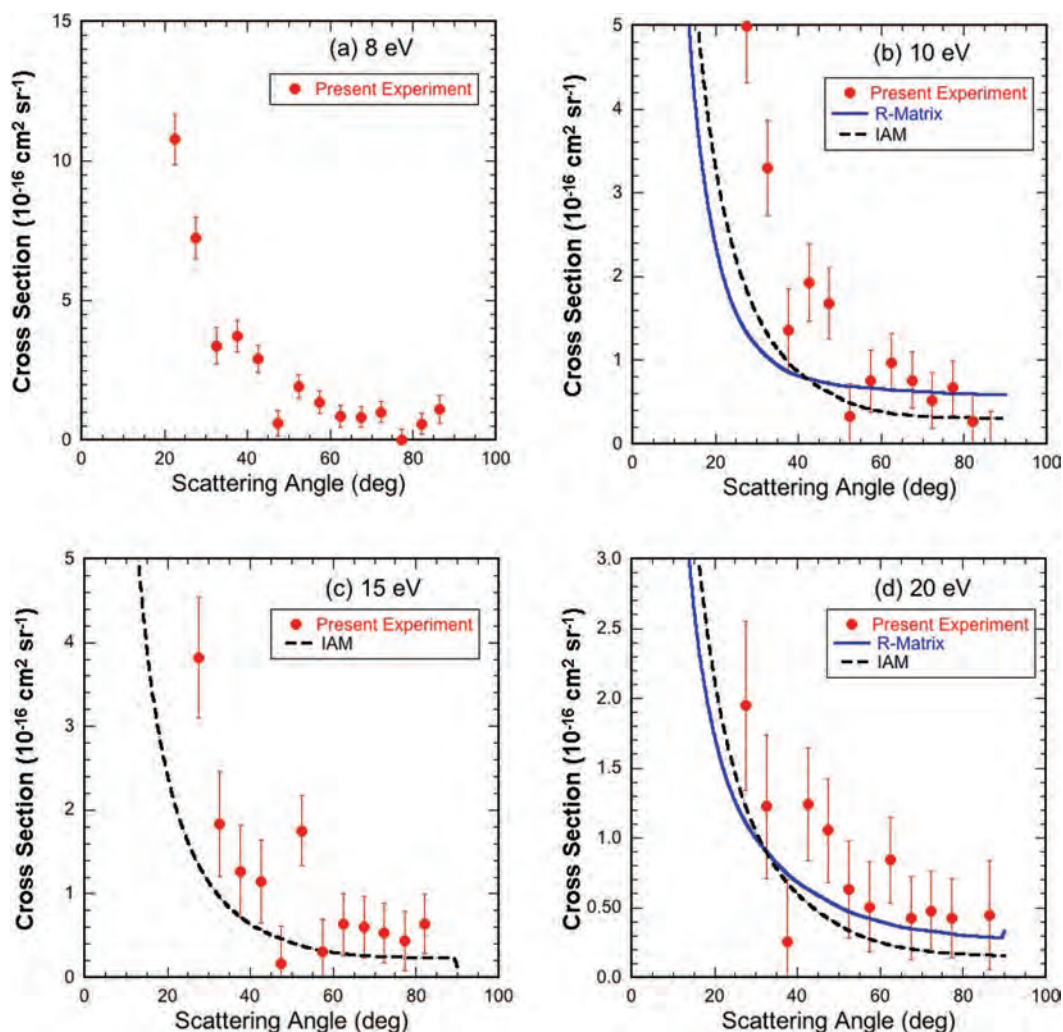 (a) 8 eV
Present Experiment
Cross Section (10-16 cm2 sr-1)
15
10
5
0
0 20 40 60 80 100
Scattering Angle (deg)
(b) 10 eV
Present Experiment
R-Matrix
IAM
Cross Section (10-16 cm2 sr-1)
5
4
3
2
1
0
0 20 40 60 80 100
Scattering Angle (deg)
(c) 15 eV
Present Experiment
IAM
Cross Section (10-16 cm2 sr-1)
5
4
3
2
1
0
0 20 40 60 80 100
Scattering Angle (deg)
(d) 20 eV
Present Experiment
R-Matrix
IAM
Cross Section (10-16 cm2 sr-1)
3.0
2.5
2.0
1.5
1.0
0.50
0.0
0 20 40 60 80 100
Scattering Angle (deg)